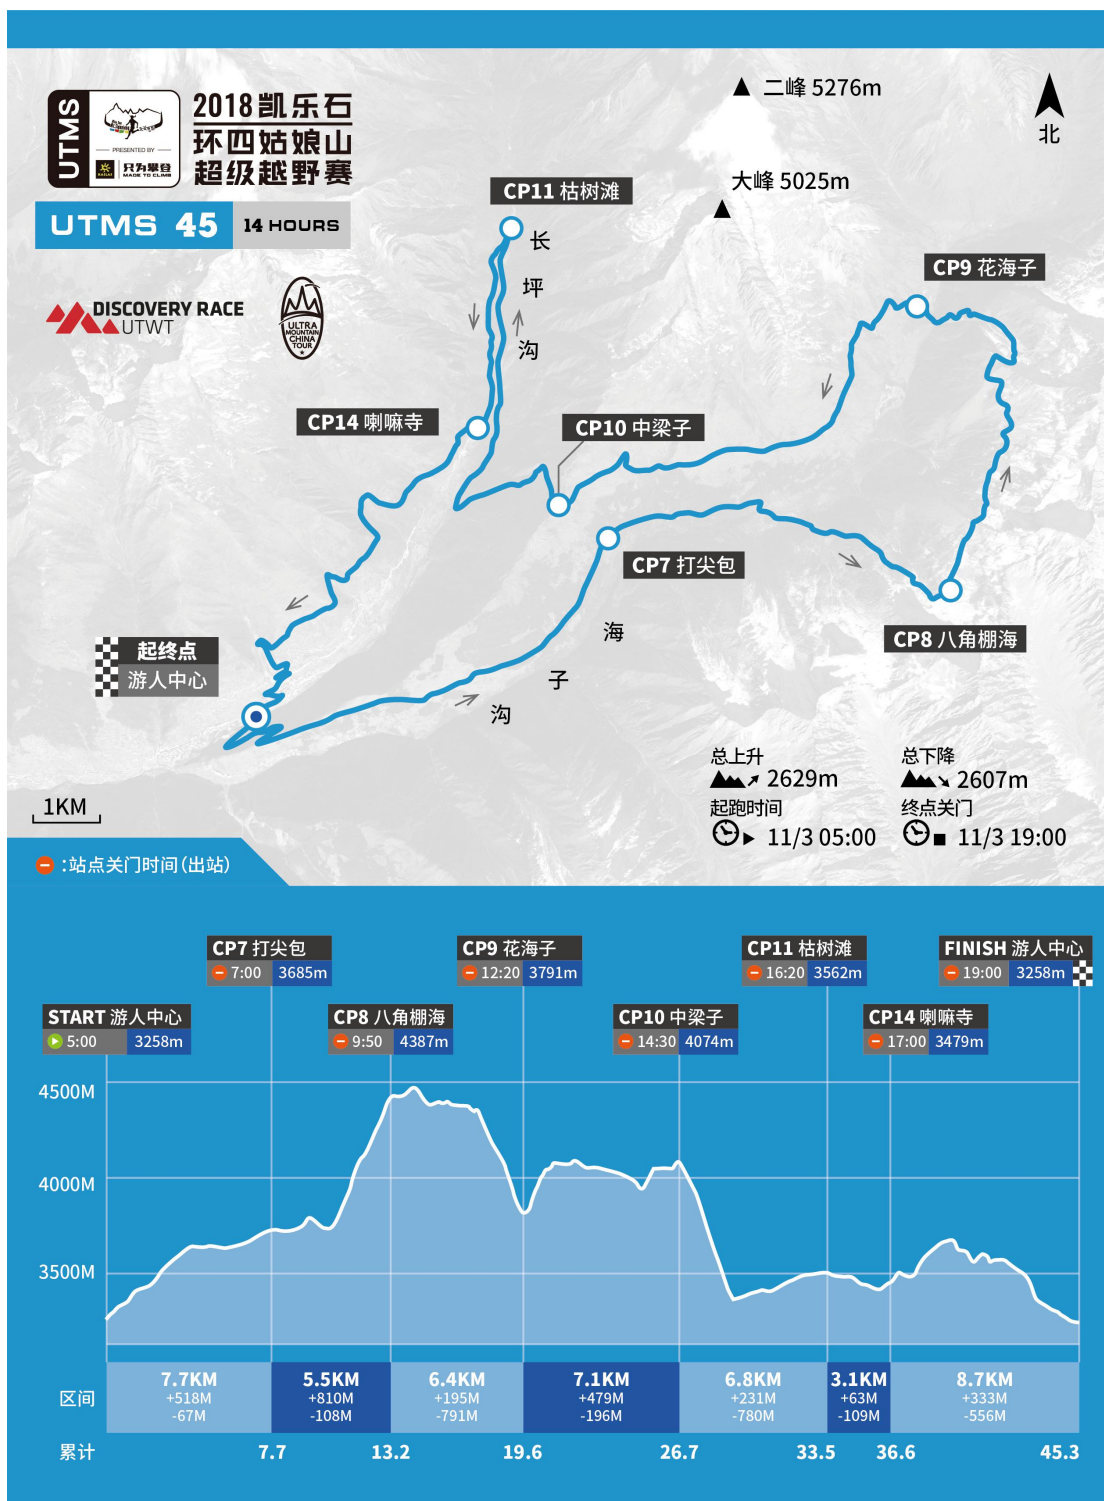 UTMS
PRESENTED BY
KAILAS
只为攀登
MADE TO CLIMB
2018凯乐石
环四姑娘山
超级越野赛
UTMS 45
14 HOURS
DISCOVERY RACE
UTWT
ULTRA
MOUNTAIN
CHINA
TOUR
二峰 5276m
大峰 5025m
北
CP11 枯树滩
长坪沟
CP9 花海子
CP14 喇嘛寺
CP10 中梁子
CP7 打尖包
CP8 八角棚海
海子沟
起终点
游人中心
总上升
2629m
总下降
2607m
起跑时间
11/3 05:00
终点关门
11/3 19:00
1KM
:站点关门时间(出站)
CP7 打尖包
7:00 3685m
CP9 花海子
12:20 3791m
CP11 枯树滩
16:20 3562m
FINISH 游人中心
19:00 3258m
START 游人中心
5:00 3258m
CP8 八角棚海
9:50 4387m
CP10 中梁子
14:30 4074m
CP14 喇嘛寺
17:00 3479m
4500M
4000M
3500M
区间
7.7KM
+518M
-67M
5.5KM
+810M
-108M
6.4KM
+195M
-791M
7.1KM
+479M
-196M
6.8KM
+231M
-780M
3.1KM
+63M
-109M
8.7KM
+333M
-556M
累计 7.7 13.2 19.6 26.7 33.5 36.6 45.3